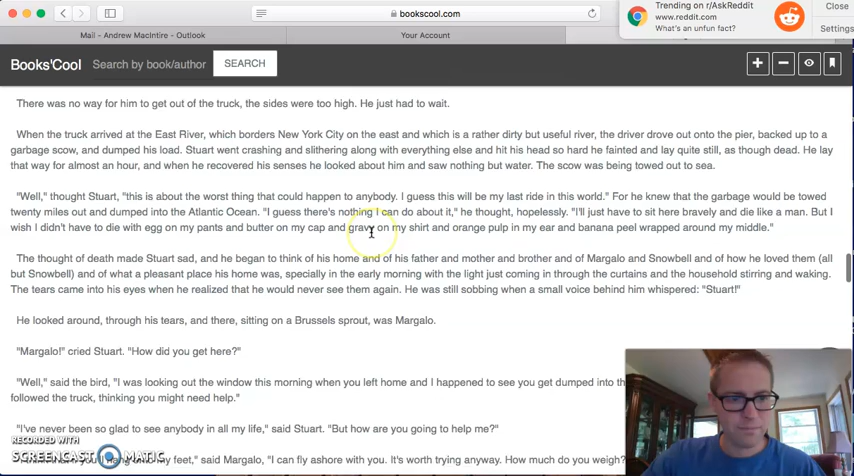 bookscool.com
Trending on r/AskReddit
www.reddit.com
What's an unfun fact?
Close
Settings
Mail - Andrew MacIntire - Outlook
Your Account
Books'Cool
Search by book/author
SEARCH
There was no way for him to get out of the truck, the sides were too high. He just had to wait.
When the truck arrived at the East River, which borders New York City on the east and which is a rather dirty but useful river, the driver drove out onto the pier, backed up to a
garbage scow, and dumped his load. Stuart went crashing and slithering along with everything else and hit his head so hard he fainted and lay quite still, as though dead. He lay
that way for almost an hour, and when he recovered his senses he looked about him and saw nothing but water. The scow was being towed out to sea.
"Well," thought Stuart, "this is about the worst thing that could happen to anybody. I guess this will be my last ride in this world." For he knew that the garbage would be towed
twenty miles out and dumped into the Atlantic Ocean. "I guess there's nothing I can do about it," he thought, hopelessly. "I'll just have to sit here bravely and die like a man. But I
wish I didn't have to die with egg on my pants and butter on my cap and gravy on my shirt and orange pulp in my ear and banana peel wrapped around my middle."
The thought of death made Stuart sad, and he began to think of his home and of his father and mother and brother and of Margalo and Snowbell and of how he loved them (all
but Snowbell) and of what a pleasant place his home was, specially in the early morning with the light just coming in through the curtains and the household stirring and waking.
The tears came into his eyes when he realized that he would never see them again. He was still sobbing when a small voice behind him whispered: "Stuart!"
He looked around, through his tears, and there, sitting on a Brussels sprout, was Margalo.
"Margalo!" cried Stuart. "How did you get here?"
"Well," said the bird, "I was looking out the window this morning when you left home and I happened to see you get dumped into th
followed the truck, thinking you might need help."
"I've never been so glad to see anybody in all my life," said Stuart. "But how are you going to help me?"
hang onto my feet," said Margalo, "I can fly ashore with you. It's worth trying anyway. How much do you weigh?
RECORDED WITH
SCREENCAST MATIC